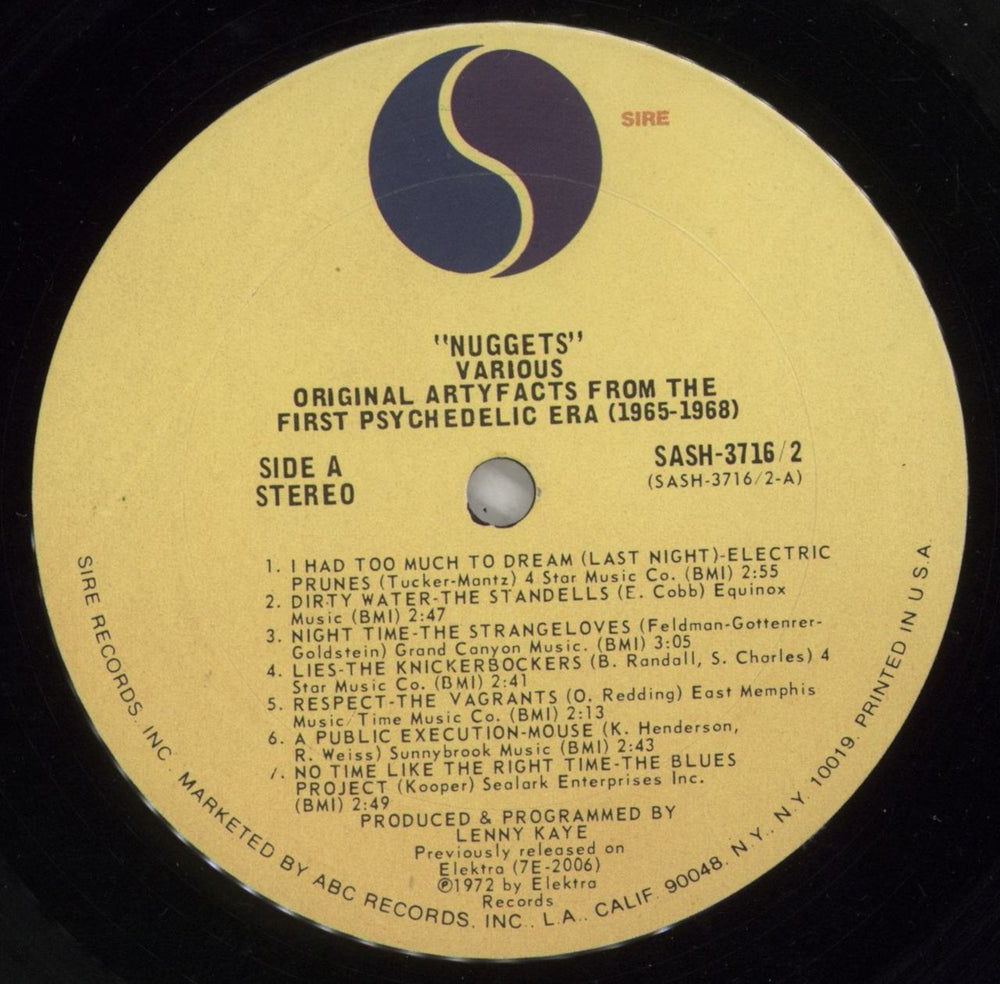 SIRE
"NUGGETS"
VARIOUS
ORIGINAL ARTYFACTS FROM THE
FIRST PSYCHEDELIC ERA (1965-1968)
SIDE A
STEREO
SASH-3716/2
(SASH-3716/2-A)
1. I HAD TOO MUCH TO DREAM (LAST NIGHT)-ELECTRIC
PRUNES (Tucker-Mantz) 4 Star Music Co. (BMI) 2:55
2. DIRTY WATER-THE STANDELLS (E. Cobb) Equinox
Music (BMI) 2:47
3. NIGHT TIME-THE STRANGELOVES (Feldman-Gottenrer-
Goldstein) Grand Canyon Music. (BMI) 3:05
4. LIES-THE KNICKERBOCKERS (B. Randall, S. Charles) 4
Star Music Co. (BMI) 2:41
5. RESPECT-THE VAGRANTS (O. Redding) East Memphis
Music/Time Music Co. (BMI) 2:13
6. A PUBLIC EXECUTION-MOUSE (K. Henderson,
R. Weiss) Sunnybrook Music (BMI) 2:43
7. NO TIME LIKE THE RIGHT TIME-THE BLUES
PROJECT (Kooper) Sealark Enterprises Inc.
(BMI) 2:49
PRODUCED & PROGRAMMED BY
LENNY KAYE
Previously released on
Elektra (7E-2006)
℗1972 by Elektra
Records
SIRE RECORDS, INC. MARKETED BY ABC RECORDS, INC., L.A., CALIF. 90048. N.Y., N.Y. 10019. PRINTED IN U.S.A.